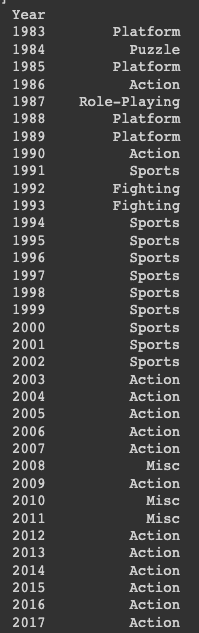 ]
Year
1983 Platform
1984 Puzzle
1985 Platform
1986 Action
1987 Role-Playing
1988 Platform
1989 Platform
1990 Action
1991 Sports
1992 Fighting
1993 Fighting
1994 Sports
1995 Sports
1996 Sports
1997 Sports
1998 Sports
1999 Sports
2000 Sports
2001 Sports
2002 Sports
2003 Action
2004 Action
2005 Action
2006 Action
2007 Action
2008 Misc
2009 Action
2010 Misc
2011 Misc
2012 Action
2013 Action
2014 Action
2015 Action
2016 Action
2017 Action